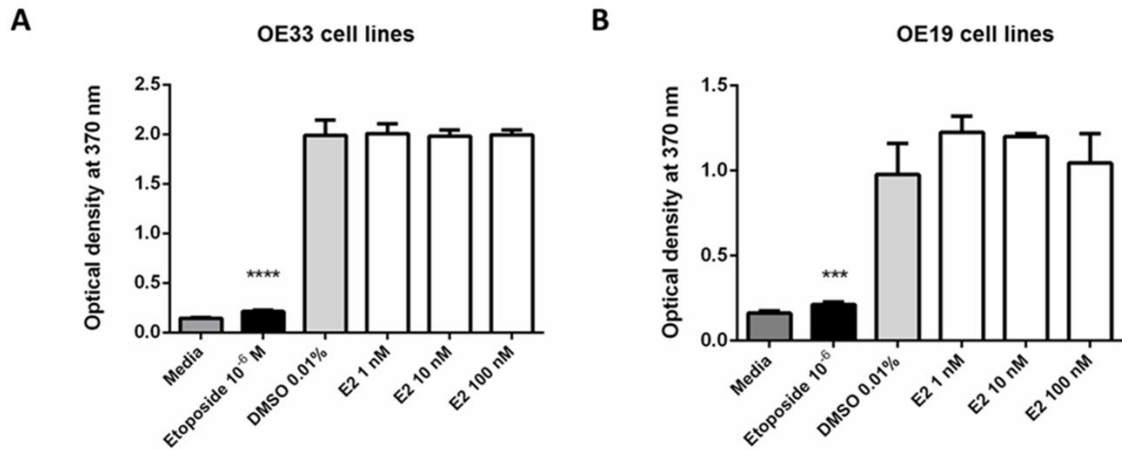 A
OE33 cell lines
Optical density at 370 nm
2.5
2.0
1.5
1.0
0.5
0.0
****
Media
Etoposide 10⁻⁶ M
DMSO 0.01%
E2 1 nM
E2 10 nM
E2 100 nM
B
OE19 cell lines
Optical density at 370 nm
1.5
1.0
0.5
0.0
***
Media
Etoposide 10⁻⁶
DMSO 0.01%
E2 1 nM
E2 10 nM
E2 100 nM